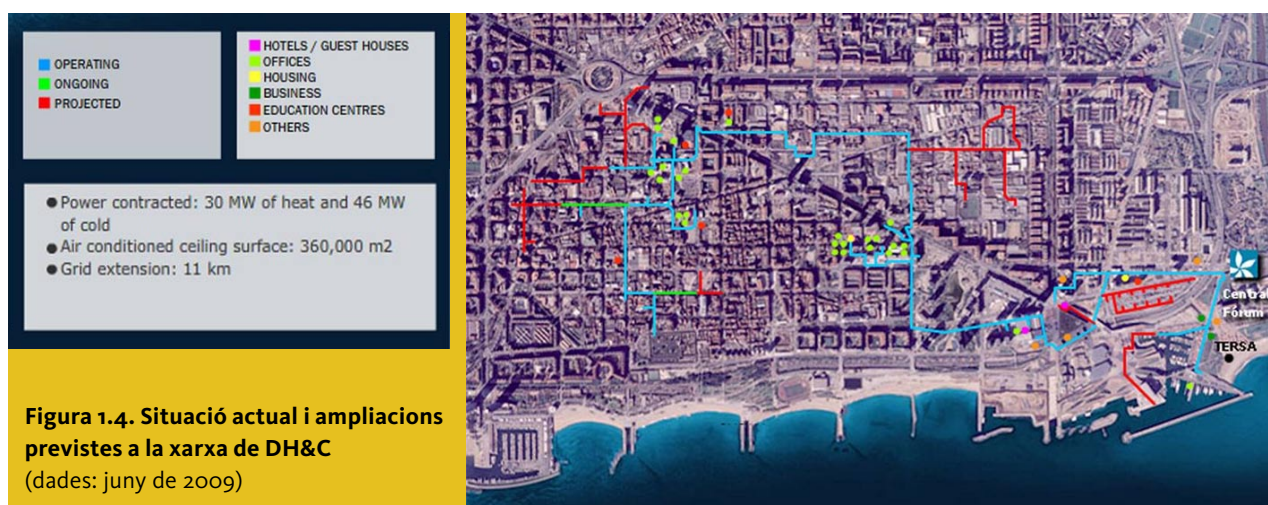 OPERATING
ONGOING
PROJECTED
HOTELS / GUEST HOUSES
OFFICES
HOUSING
BUSINESS
EDUCATION CENTRES
OTHERS
Power contracted: 30 MW of heat and 46 MW
of cold
Air conditioned ceiling surface: 360,000 m2
Grid extension: 11 km
Figura 1.4. Situació actual i ampliacions
previstes a la xarxa de DH&C
(dades: juny de 2009)
Central
Fòrum
TERSA